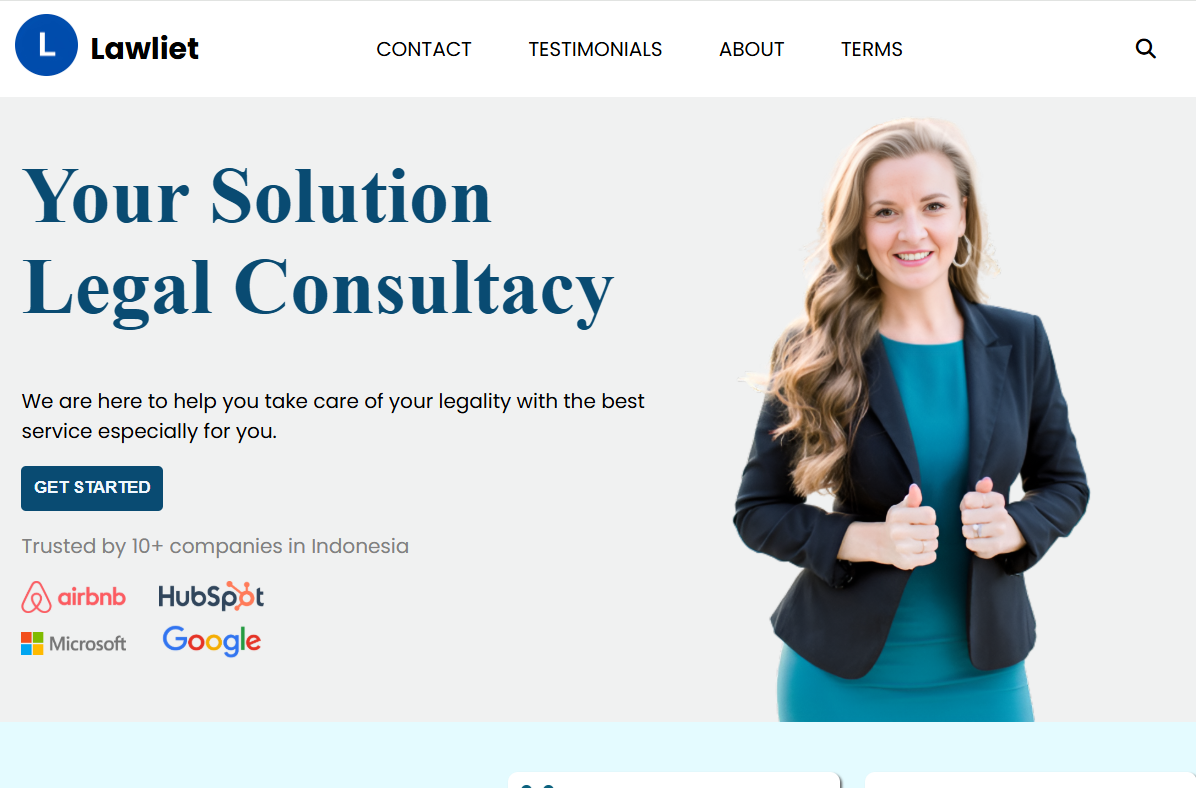 L
Lawliet
CONTACT TESTIMONIALS ABOUT TERMS
Your Solution
Legal Consultacy
We are here to help you take care of your legality with the best
service especially for you.
GET STARTED
Trusted by 10+ companies in Indonesia
airbnb HubSpot
Microsoft Google